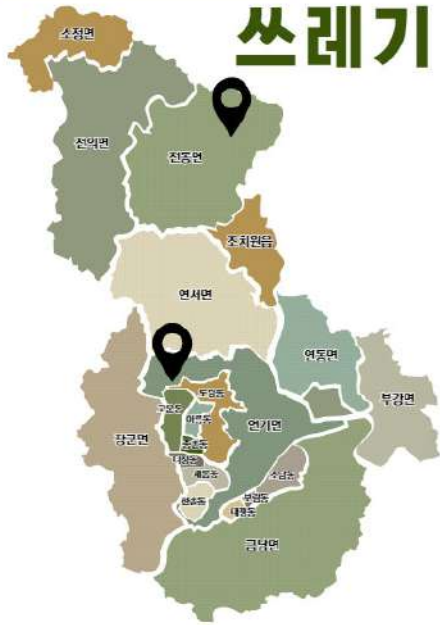 쓰레기
소정면
전의면
전동면
조치원읍
연서면
연동면
부강면
장군면
도담동
고운동
아름동
종촌동
연기면
다정동
새롬동
소담동
한솔동
보람동
대평동
금남면